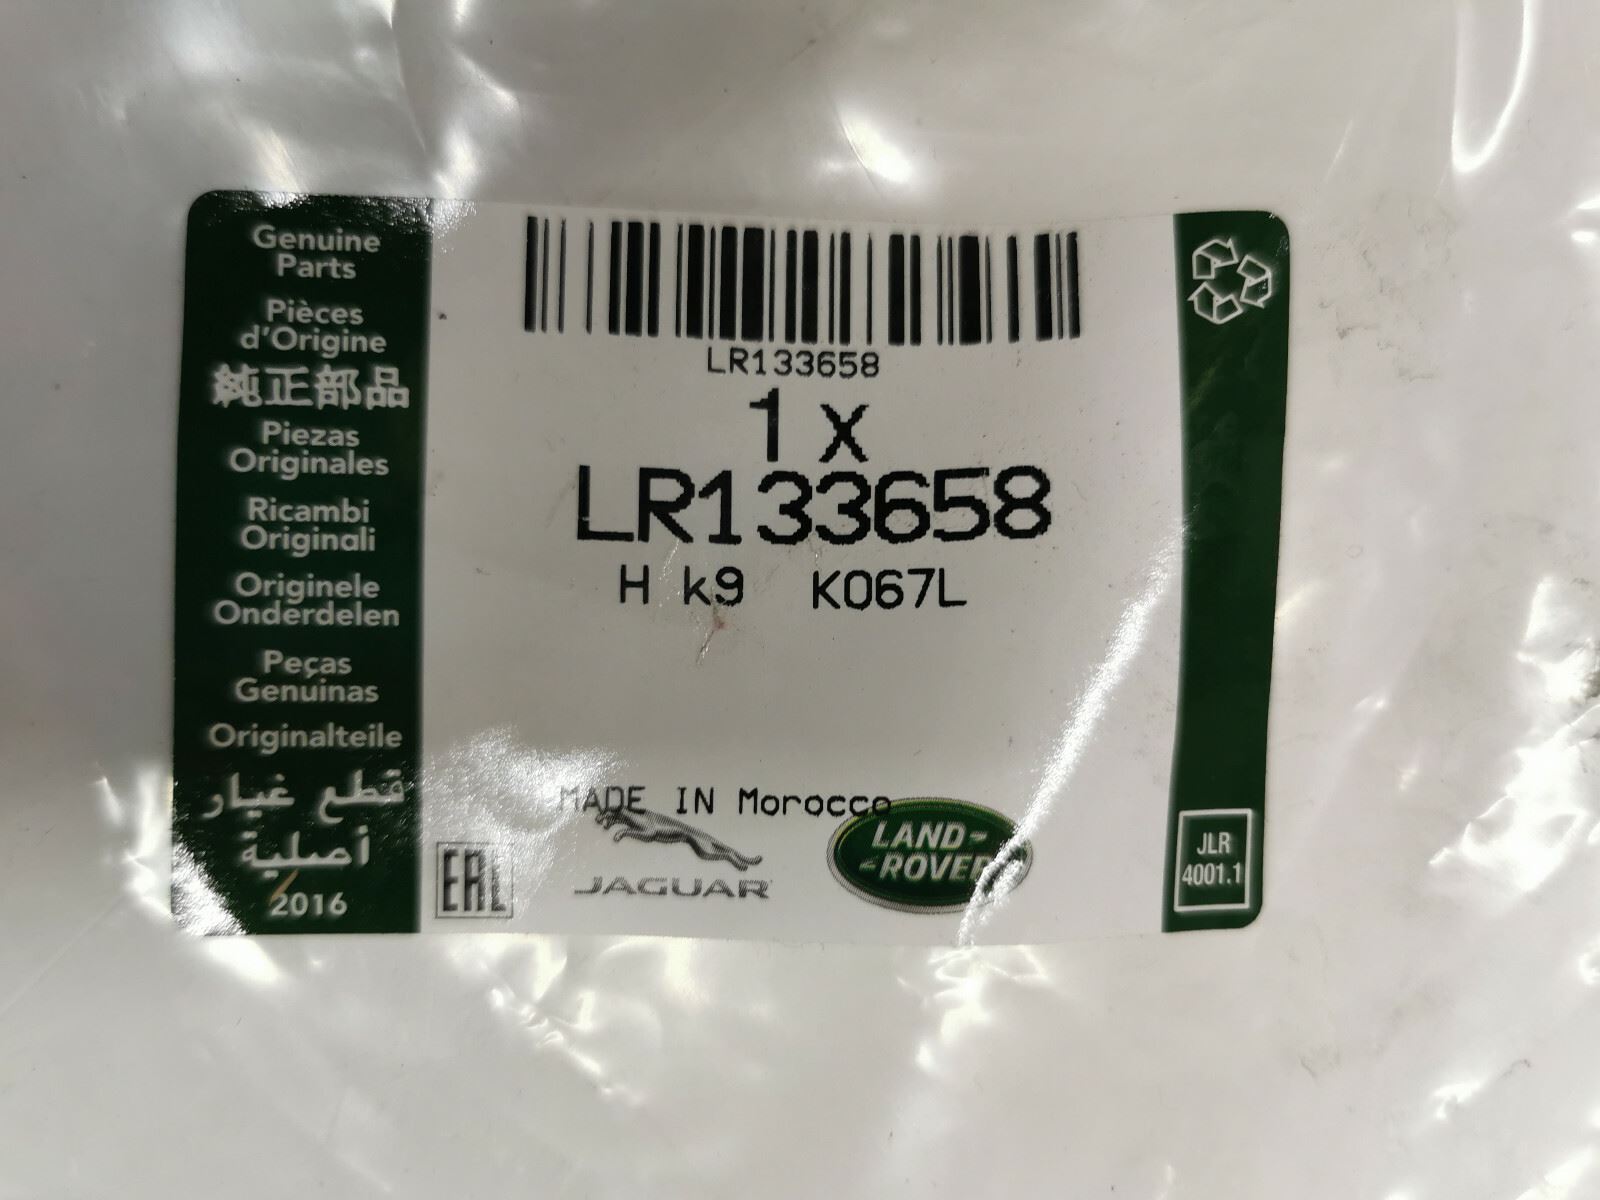 Genuine
Parts
Pièces
d'Origine
純正部品
Piezas
Originales
Ricambi
Originali
Originele
Onderdelen
Peças
Genuinas
Originalteile
قطع غيار
أصلية
2016
LR133658
1 x
LR133658
H k9 K067L
MADE IN Morocco
EAC
JAGUAR
LAND-
-ROVER
JLR
4001.1